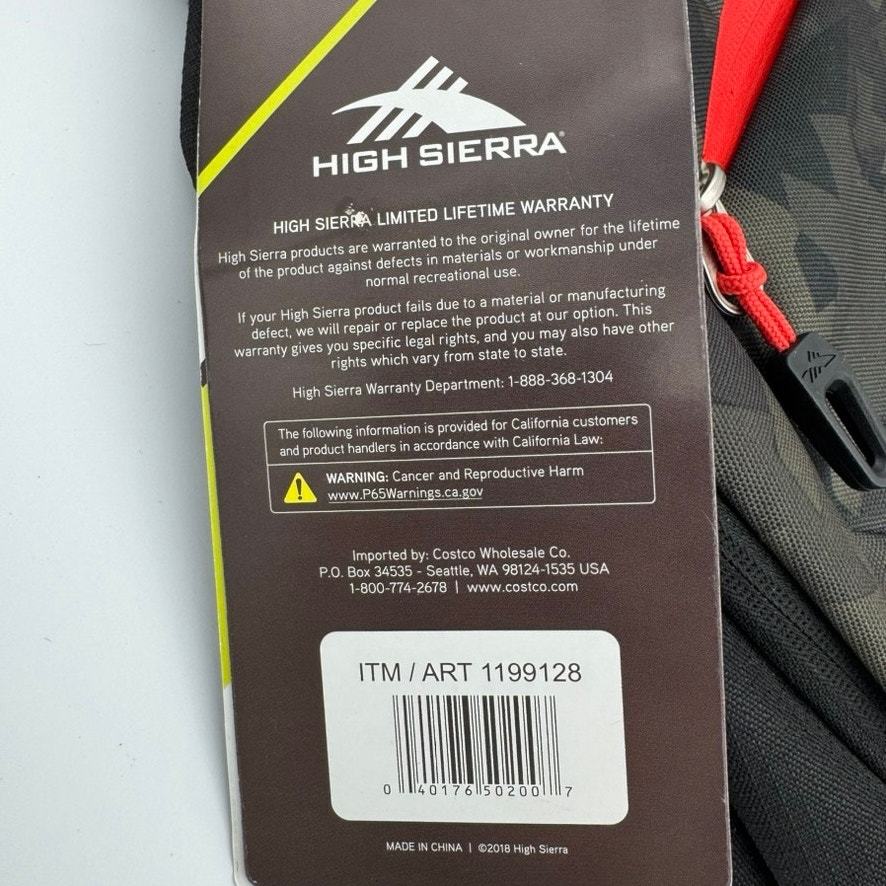 HIGH SIERRA®
HIGH SIERRA LIMITED LIFETIME WARRANTY
High Sierra products are warranted to the original owner for the lifetime
of the product against defects in materials or workmanship under
normal recreational use.
If your High Sierra product fails due to a material or manufacturing
defect, we will repair or replace the product at our option. This
warranty gives you specific legal rights, and you may also have other
rights which vary from state to state.
High Sierra Warranty Department: 1-888-368-1304
The following information is provided for California customers
and product handlers in accordance with California Law:
WARNING: Cancer and Reproductive Harm
www.P65Warnings.ca.gov
Imported by: Costco Wholesale Co.
P.O. Box 34535 - Seattle, WA 98124-1535 USA
1-800-774-2678 | www.costco.com
ITM / ART 1199128
0 40176 50200 7
MADE IN CHINA | ©2018 High Sierra